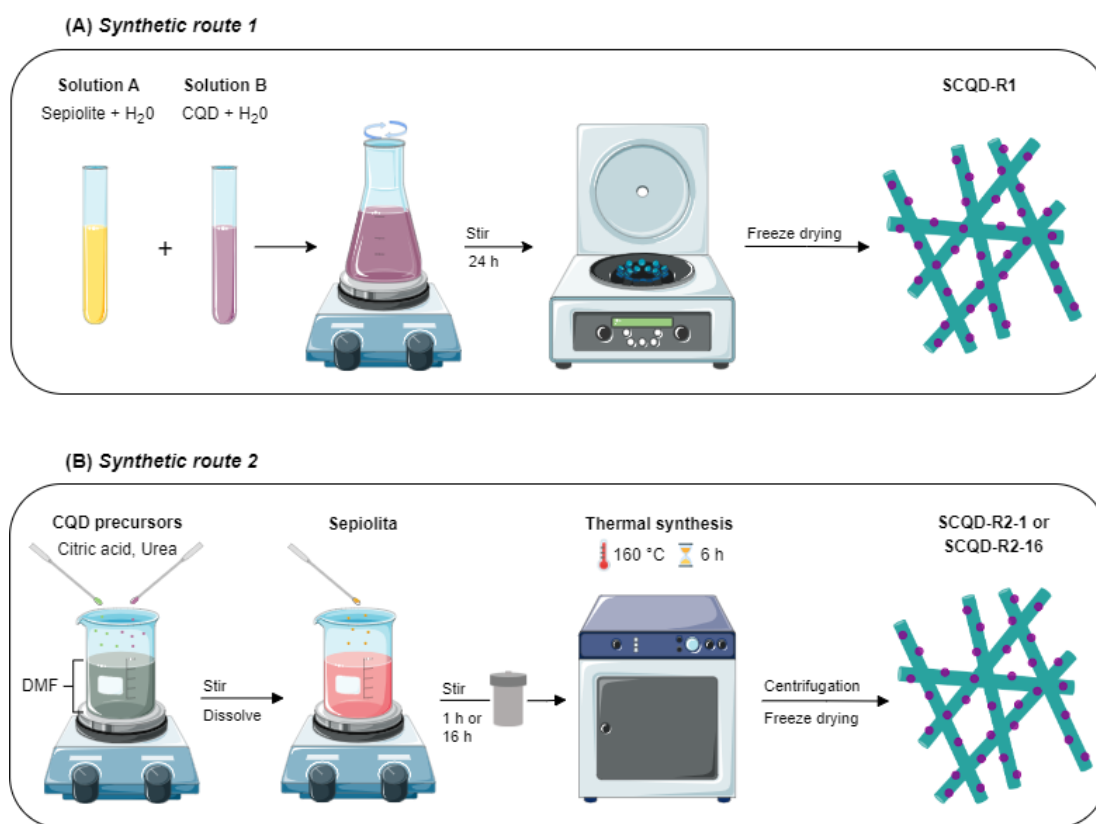 (A) Synthetic route 1
Solution A
Sepiolite + H₂0
Solution B
CQD + H₂0
+
Stir
24 h
Freeze drying
SCQD-R1
(B) Synthetic route 2
CQD precursors
Citric acid, Urea
DMF
Stir
Dissolve
Sepiolita
Stir
1 h or
16 h
Thermal synthesis
160 °C 6 h
Centrifugation
Freeze drying
SCQD-R2-1 or
SCQD-R2-16